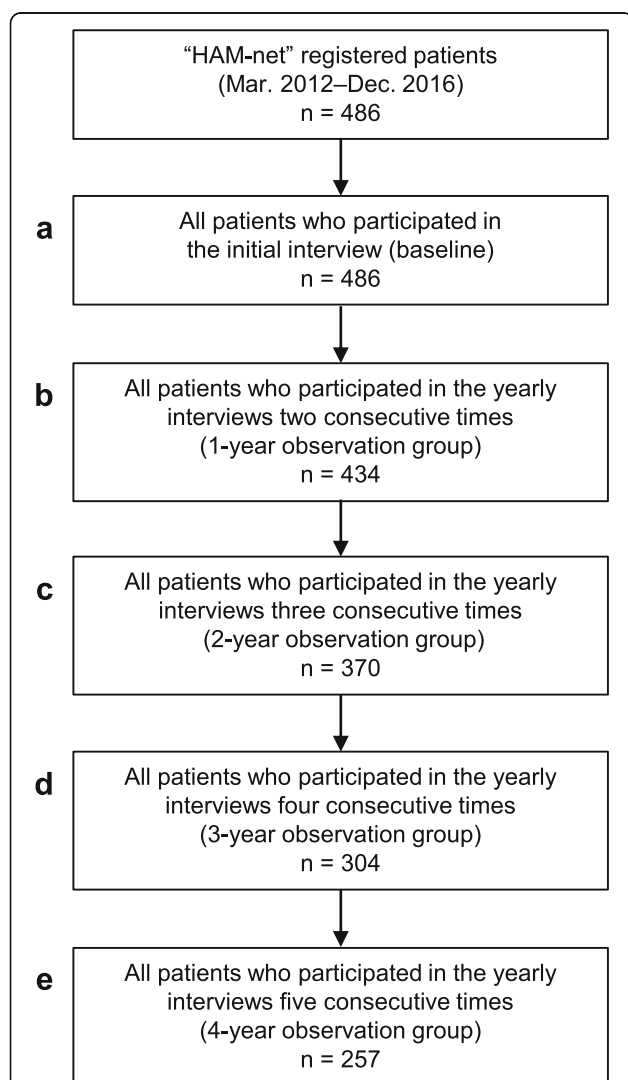 “HAM-net” registered patients
(Mar. 2012–Dec. 2016)
n = 486
a
All patients who participated in
the initial interview (baseline)
n = 486
b
All patients who participated in the yearly
interviews two consecutive times
(1-year observation group)
n = 434
c
All patients who participated in the yearly
interviews three consecutive times
(2-year observation group)
n = 370
d
All patients who participated in the yearly
interviews four consecutive times
(3-year observation group)
n = 304
e
All patients who participated in the yearly
interviews five consecutive times
(4-year observation group)
n = 257